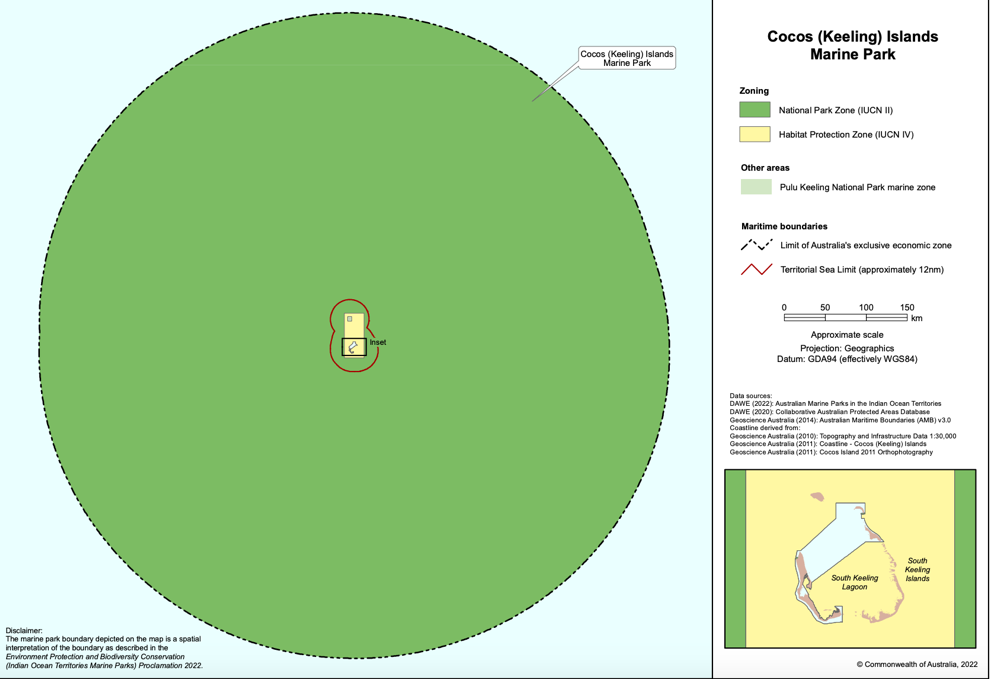 Cocos (Keeling) Islands
Marine Park
Inset
Disclaimer:
The marine park boundary depicted on the map is a spatial
interpretation of the boundary as described in the
Environment Protection and Biodiversity Conservation
(Indian Ocean Territories Marine Parks) Proclamation 2022.
Cocos (Keeling) Islands
Marine Park
Zoning
National Park Zone (IUCN II)
Habitat Protection Zone (IUCN IV)
Other areas
Pulu Keeling National Park marine zone
Maritime boundaries
Limit of Australia's exclusive economic zone
Territorial Sea Limit (approximately 12nm)
0 50 100 150
km
Approximate scale
Projection: Geographics
Datum: GDA94 (effectively WGS84)
Data sources:
DAWE (2022): Australian Marine Parks in the Indian Ocean Territories
DAWE (2020): Collaborative Australian Protected Areas Database
Geoscience Australia (2014): Australian Maritime Boundaries (AMB) v3.0
Coastline derived from:
Geoscience Australia (2010): Topography and Infrastructure Data 1:30,000
Geoscience Australia (2011): Coastline - Cocos (Keeling) Islands
Geoscience Australia (2011): Cocos Island 2011 Orthophotography
South
Keeling
Islands
South Keeling
Lagoon
© Commonwealth of Australia, 2022